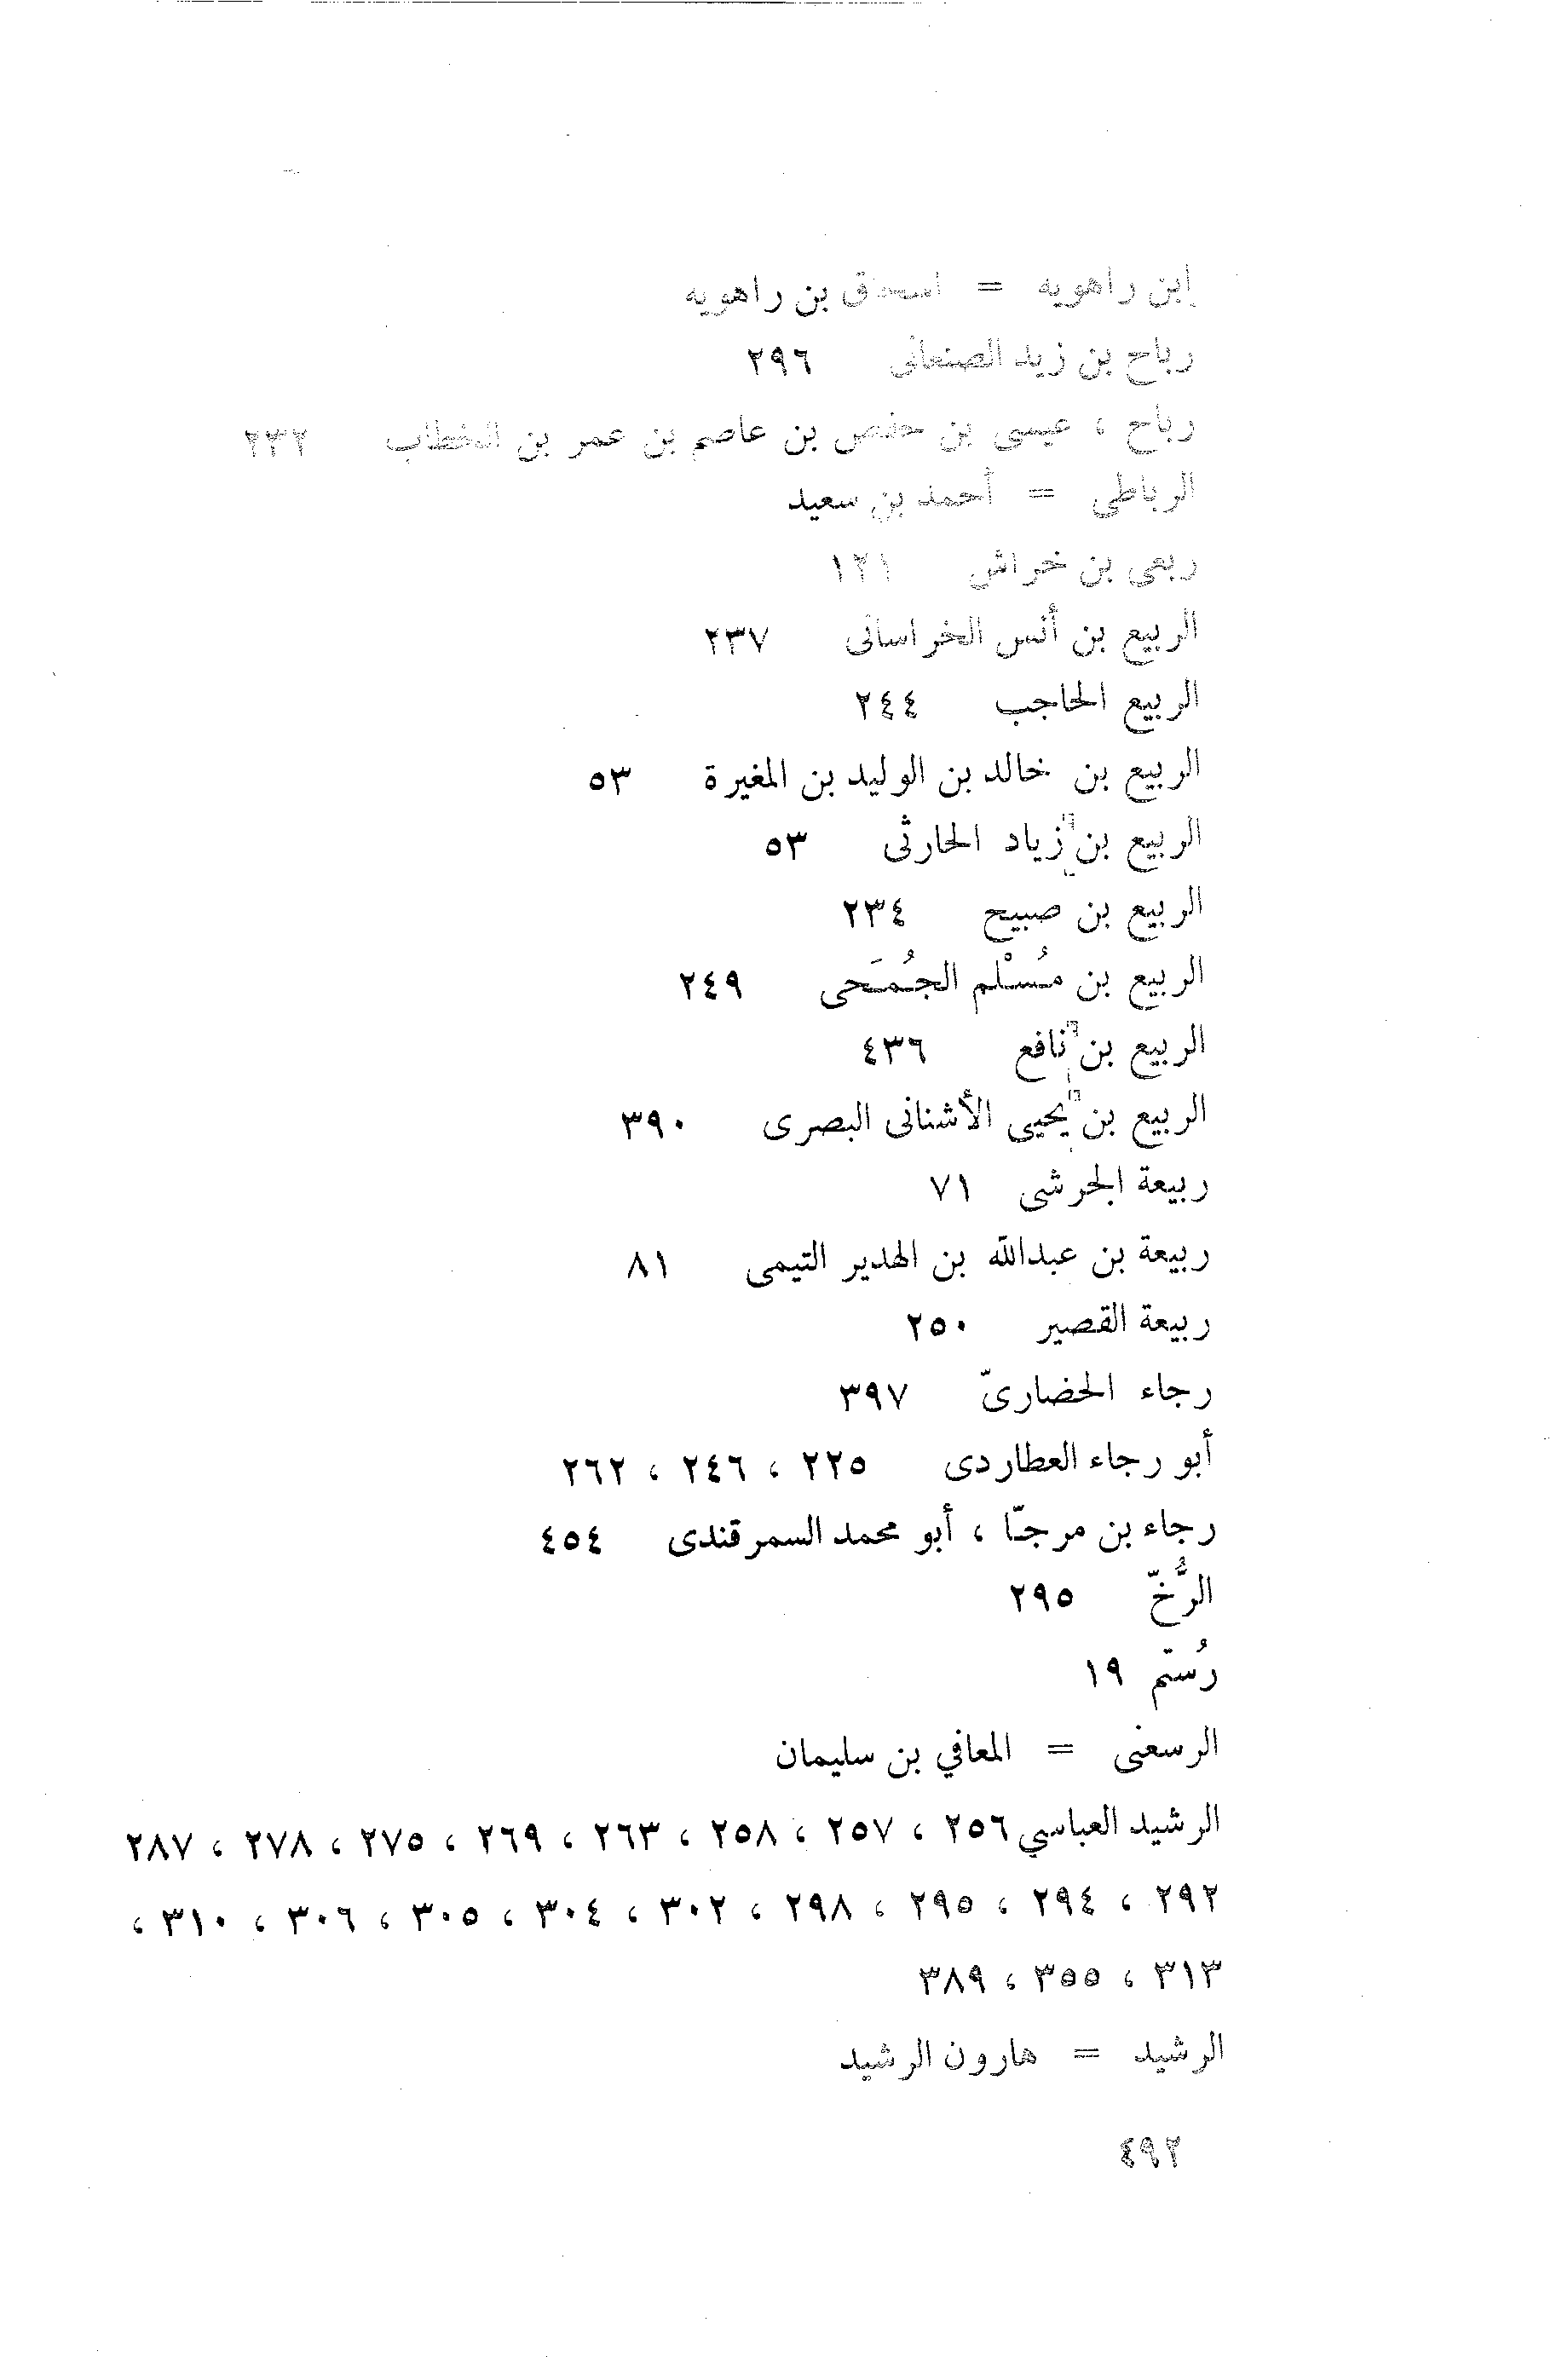 إبن راهويه = اسحاق بن راهويه
رباح بن زيد الصنعانى ٢٩٦
رباح ، عيسى بن حفص بن عاصم بن عمر بن الخطاب ٢٣٢
الرباطى = أحمد بن سعيد
ربعى بن خراش ١٢١
الربيع بن أنس الخراسانى ٢٣٧
الربيع الحاجب ٢٤٤
الربيع بن خالد بن الوليد بن المغيرة ٥٣
الربيع بن زياد الحارثى ٥٣
الربيع بن صبيح ٢٣٤
الربيع بن مُسْلم الجُمَحى ٢٤٩
الربيع بن نافع ٤٣٦
الربيع بن يحيى الأشنانى البصرى ٣٩٠
ربيعة الجرشى ٧١
ربيعة بن عبدالله بن الهدير التيمى ٨١
ربيعة القصير ٢٥٠
رجاء الحضارىّ ٣٩٧
أبو رجاء العطاردى ٢٢٥ ، ٢٤٦ ، ٢٦٢
رجاء بن مرجّا ، أبو محمد السمرقندى ٤٥٤
الرُّخّ ٢٩٥
رُستم ١٩
الرسعنى = المعافي بن سليمان
الرشيد العباسي ٢٥٦ ، ٢٥٧ ، ٢٥٨ ، ٢٦٣ ، ٢٦٩ ، ٢٧٥ ، ٢٧٨ ، ٢٨٧
٢٩٢ ، ٢٩٤ ، ٢٩٥ ، ٢٩٨ ، ٣٠٢ ، ٣٠٤ ، ٣٠٥ ، ٣٠٦ ، ٣١٠ ،
٣١٣ ، ٣٥٥ ، ٣٨٩
الرشيد = هارون الرشيد
٤٩٢